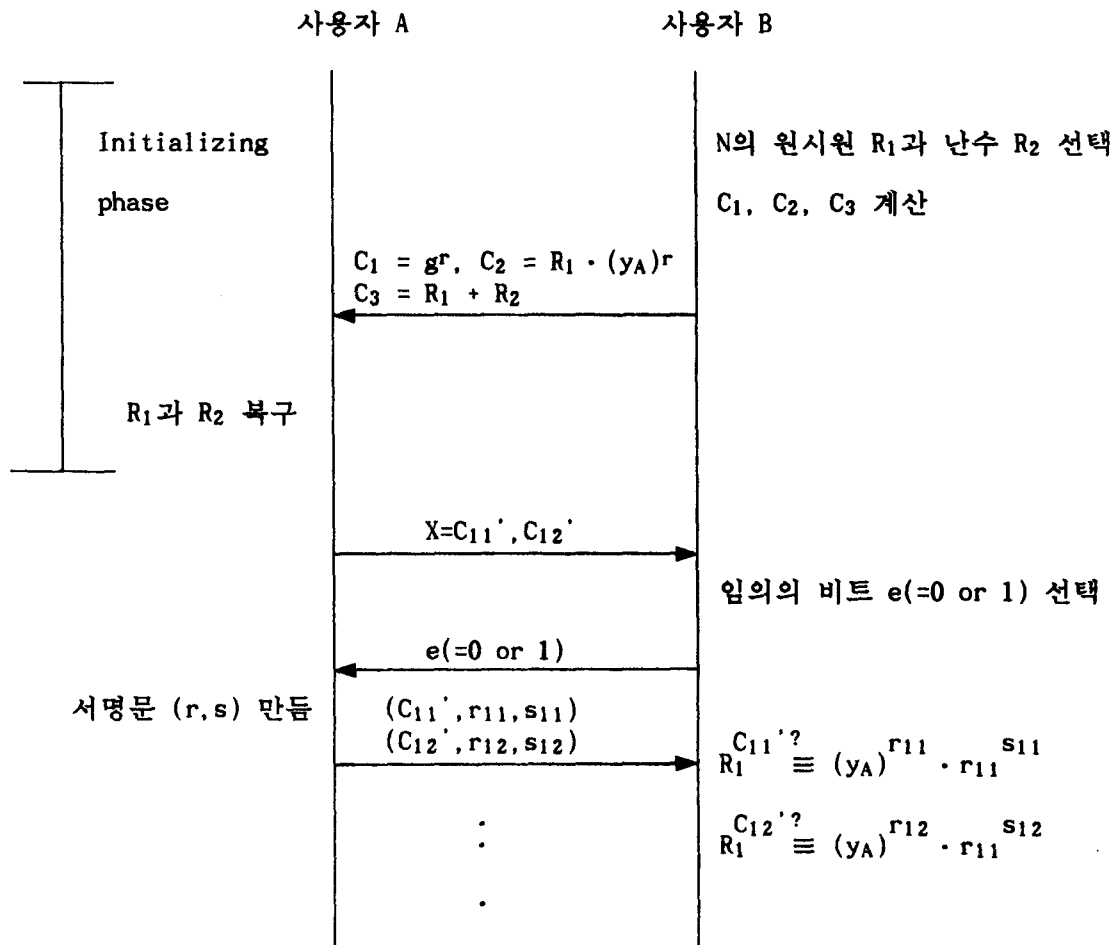 사용자 A
사용자 B
Initializing
phase
N의 원시원 R₁과 난수 R₂ 선택
C₁, C₂, C₃ 계산
C₁ = gʳ, C₂ = R₁ · (y_A)ʳ
C₃ = R₁ + R₂
R₁과 R₂ 복구
X=C₁₁',C₁₂'
임의의 비트 e(=0 or 1) 선택
e(=0 or 1)
서명문 (r,s) 만듬
(C₁₁',r₁₁,s₁₁)
(C₁₂',r₁₂,s₁₂)
R₁^C₁₁' ?≡ (y_A)^r₁₁ · r₁₁^s₁₁
R₁^C₁₂' ?≡ (y_A)^r₁₂ · r₁₁^s₁₂